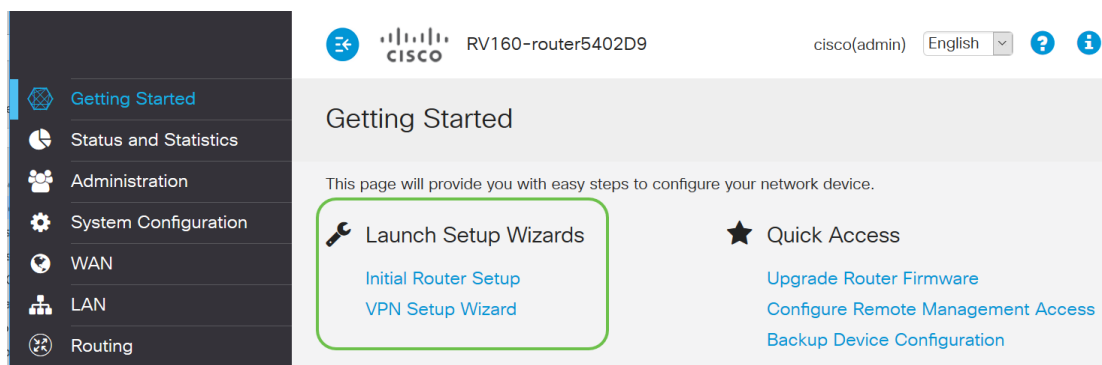 CISCO
RV160-router5402D9
cisco(admin)
English
Getting Started
Status and Statistics
Administration
System Configuration
WAN
LAN
Routing
Getting Started
This page will provide you with easy steps to configure your network device.
Launch Setup Wizards
Initial Router Setup
VPN Setup Wizard
Quick Access
Upgrade Router Firmware
Configure Remote Management Access
Backup Device Configuration